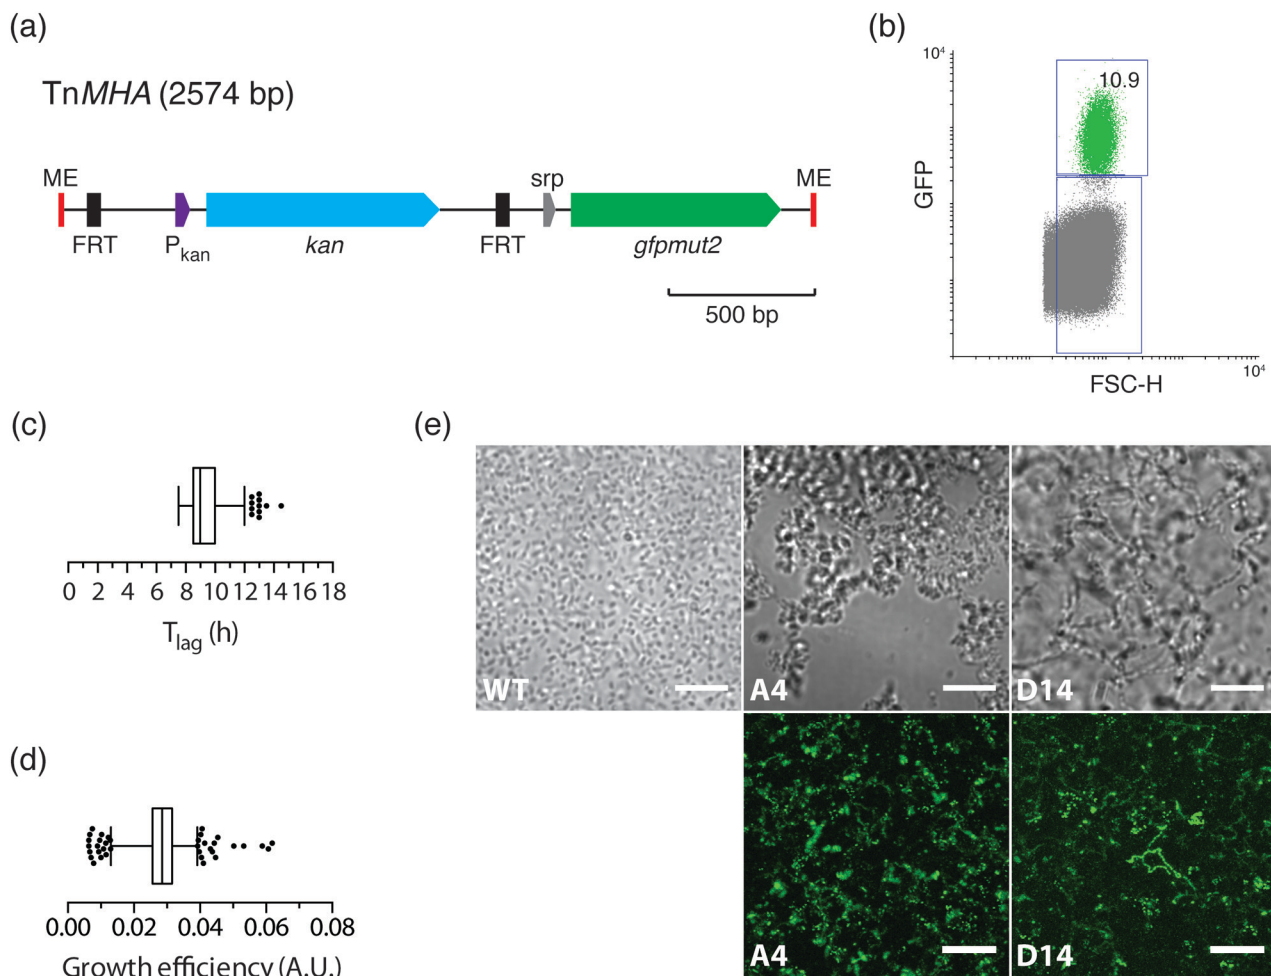 (a)
TnMHA (2574 bp)
ME
srp
ME
FRT
Pkan
kan
FRT
gfpmut2
500 bp
(b)
10⁴
10.9
GFP
10⁴
FSC-H
(c)
0 2 4 6 8 10 12 14 16 18
Tlag (h)
(d)
0.00 0.02 0.04 0.06 0.08
Growth efficiency (A.U.)
(e)
WT
A4
D14
A4
D14